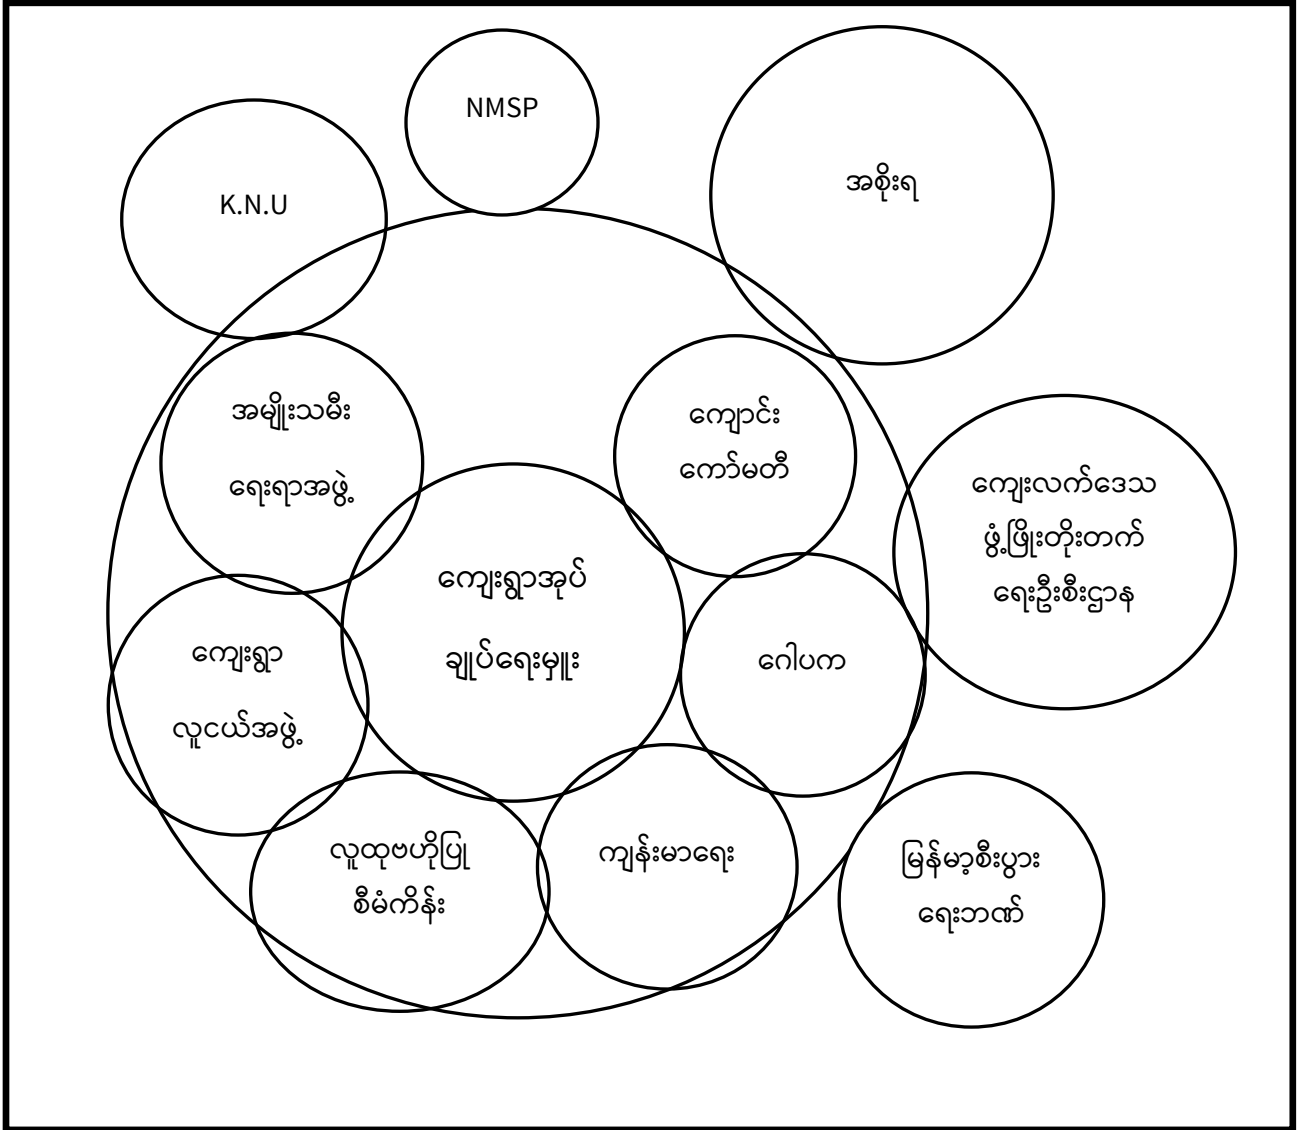 NMSP
K.N.U
အစိုးရ
အမျိုးသမီး
ရေးရာအဖွဲ့
ကျောင်း
ကော်မတီ
ကျေးလက်ဒေသ
ဖွံ့ဖြိုးတိုးတက်
ရေးဦးစီးဌာန
ကျေးရွာအုပ်
ချုပ်ရေးမှူး
ကျေးရွာ
လူငယ်အဖွဲ့
ဂေါပက
လူထုဗဟိုပြု
စီမံကိန်း
ကျန်းမာရေး
မြန်မာ့စီးပွား
ရေးဘဏ်